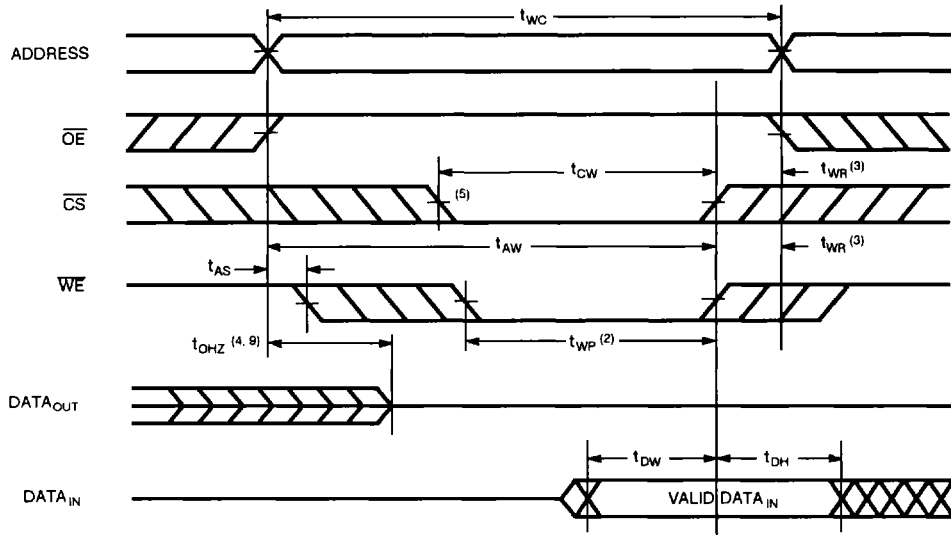 tWC
ADDRESS
OE
tCW
tWR (3)
CS
(5)
tAW
tWR (3)
tAS
WE
tOHZ (4, 9)
tWP (2)
DATAOUT
tDW
tDH
DATAIN
VALID DATAIN